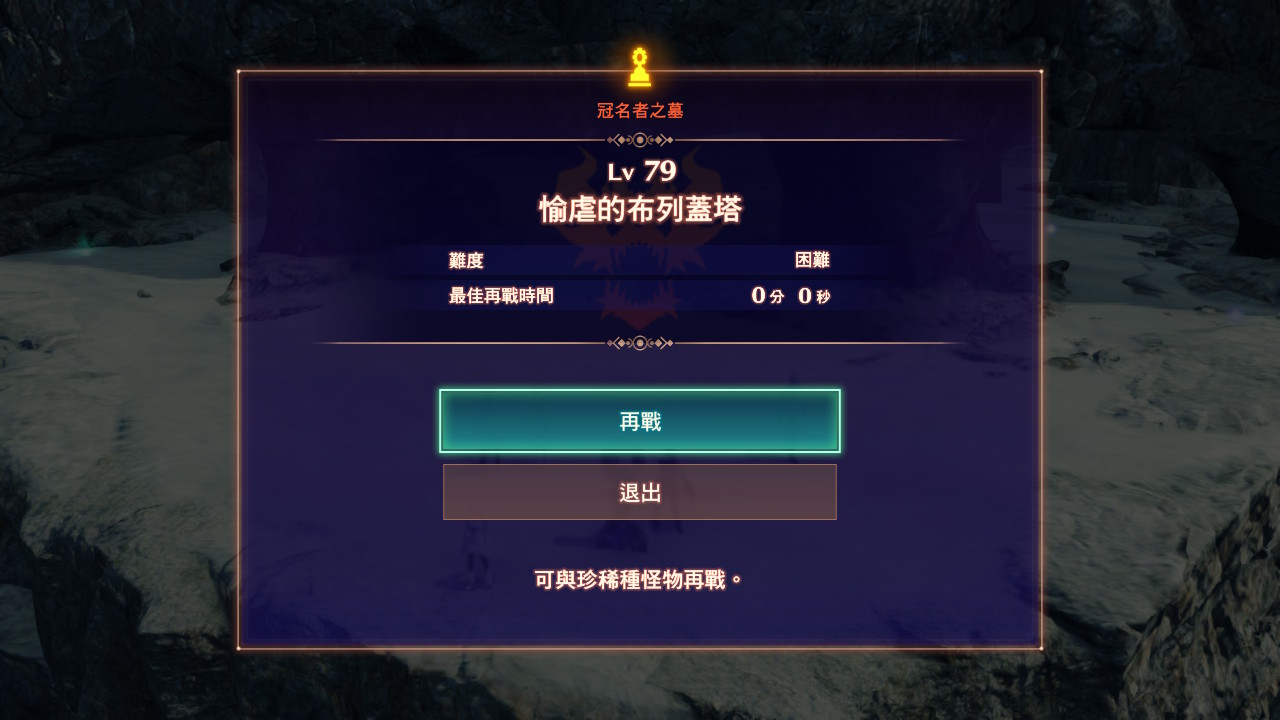 冠名者之墓
Lv 79
愉虐的布列蓋塔
難度 困難
最佳再戰時間 0分 0秒
再戰
退出
可與珍稀種怪物再戰。